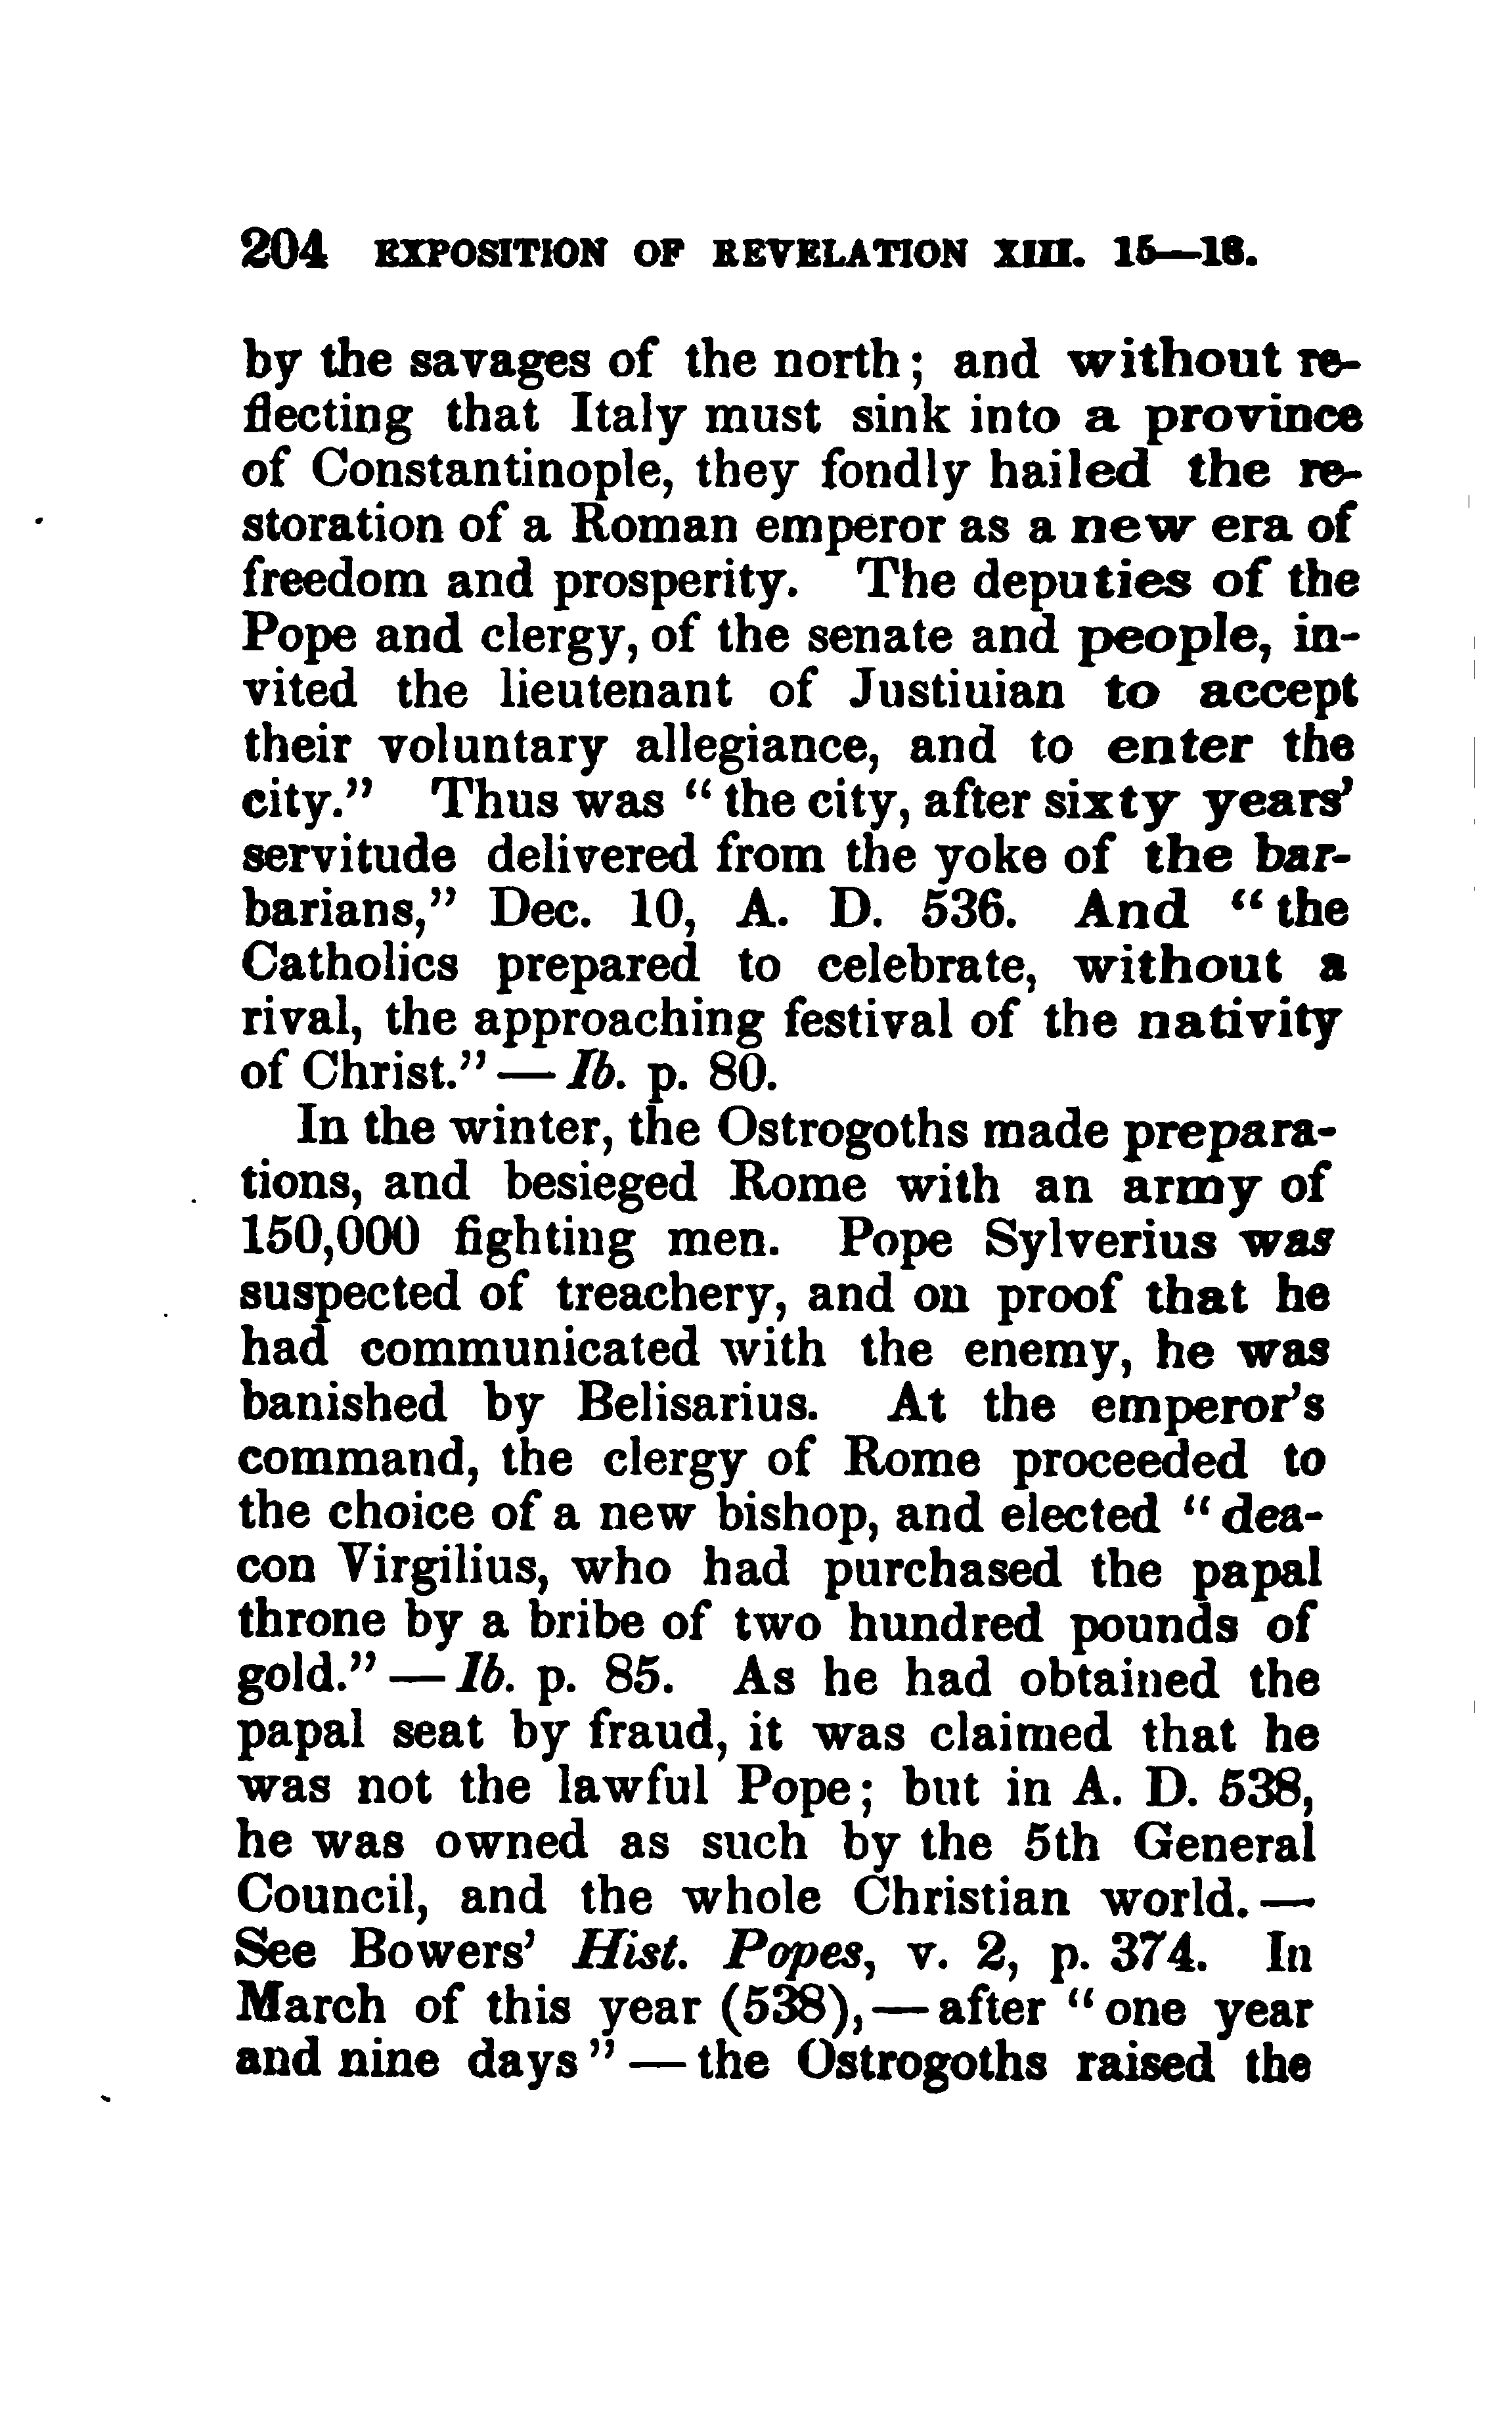 204 EXPOSITION OF REVELATION XIII. 15—18.
by the savages of the north; and without re-
flecting that Italy must sink into a province
of Constantinople, they fondly hailed the re-
storation of a Roman emperor as a new era of
freedom and prosperity. The deputies of the
Pope and clergy, of the senate and people, in-
vited the lieutenant of Justiuian to accept
their voluntary allegiance, and to enter the
city.” Thus was “the city, after sixty years’
servitude delivered from the yoke of the bar-
barians,” Dec. 10, A. D. 536. And “the
Catholics prepared to celebrate, without a
rival, the approaching festival of the nativity
of Christ.”—Ib. p. 80.
In the winter, the Ostrogoths made prepara-
tions, and besieged Rome with an army of
150,000 fighting men. Pope Sylverius was
suspected of treachery, and on proof that he
had communicated with the enemy, he was
banished by Belisarius. At the emperor’s
command, the clergy of Rome proceeded to
the choice of a new bishop, and elected “dea-
con Virgilius, who had purchased the papal
throne by a bribe of two hundred pounds of
gold.”—Ib. p. 85. As he had obtained the
papal seat by fraud, it was claimed that he
was not the lawful Pope; but in A. D. 538,
he was owned as such by the 5th General
Council, and the whole Christian world.—
See Bowers’ Hist. Popes, v. 2, p. 374. In
March of this year (538),—after “one year
and nine days”—the Ostrogoths raised the